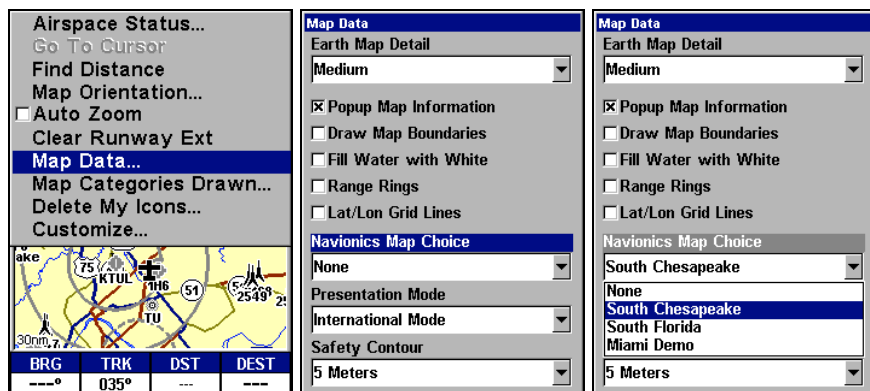 Airspace Status...
Go To Cursor
Find Distance
Map Orientation...
Auto Zoom
Clear Runway Ext
Map Data...
Map Categories Drawn...
Delete My Icons...
Customize...
ake
75
KTUL
1H6
51
2549
TU
30nm
BRG TRK DST DEST
---° 035° --- ---
Map Data
Earth Map Detail
Medium
Popup Map Information
Draw Map Boundaries
Fill Water with White
Range Rings
Lat/Lon Grid Lines
Navionics Map Choice
None
Presentation Mode
International Mode
Safety Contour
5 Meters
Map Data
Earth Map Detail
Medium
Popup Map Information
Draw Map Boundaries
Fill Water with White
Range Rings
Lat/Lon Grid Lines
Navionics Map Choice
South Chesapeake
None
South Chesapeake
South Florida
Miami Demo
5 Meters